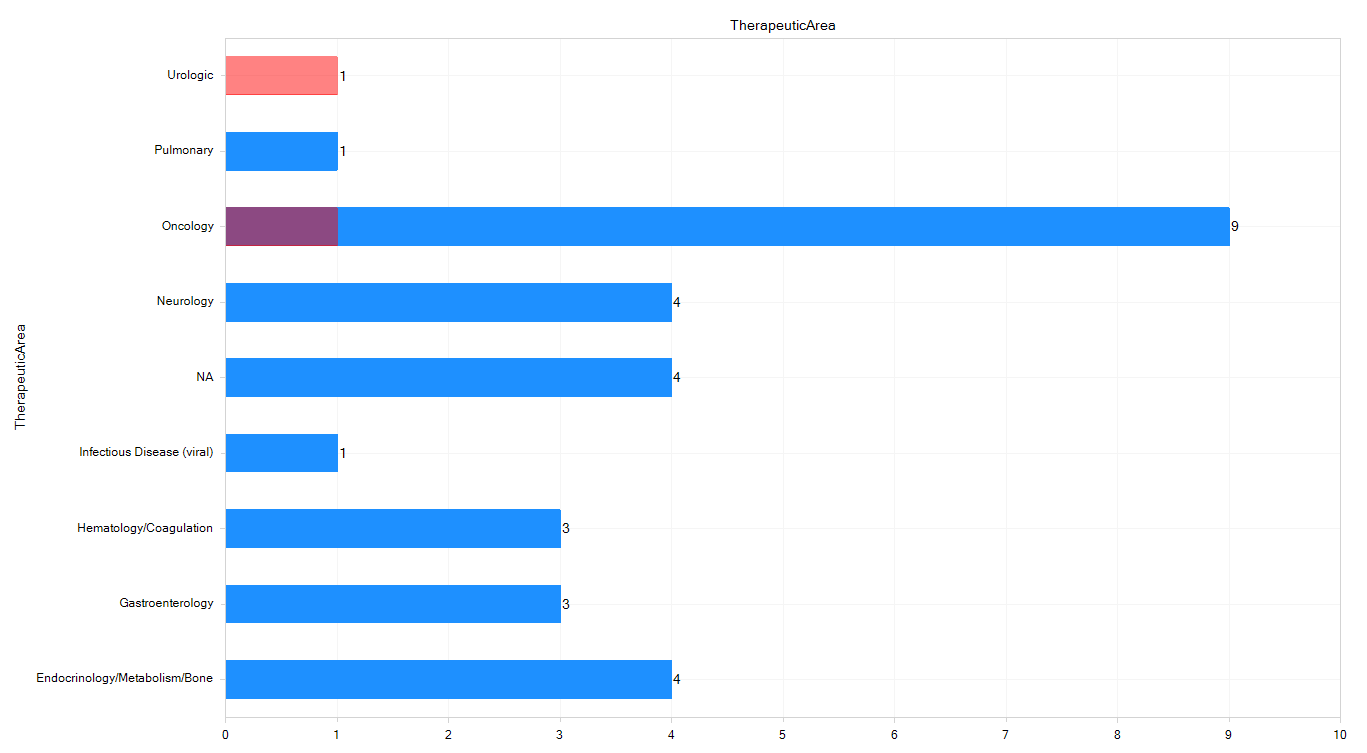 TherapeuticArea
TherapeuticArea
Urologic 1
Pulmonary 1
Oncology 9
Neurology 4
NA 4
Infectious Disease (viral) 1
Hematology/Coagulation 3
Gastroenterology 3
Endocrinology/Metabolism/Bone 4
0 1 2 3 4 5 6 7 8 9 10